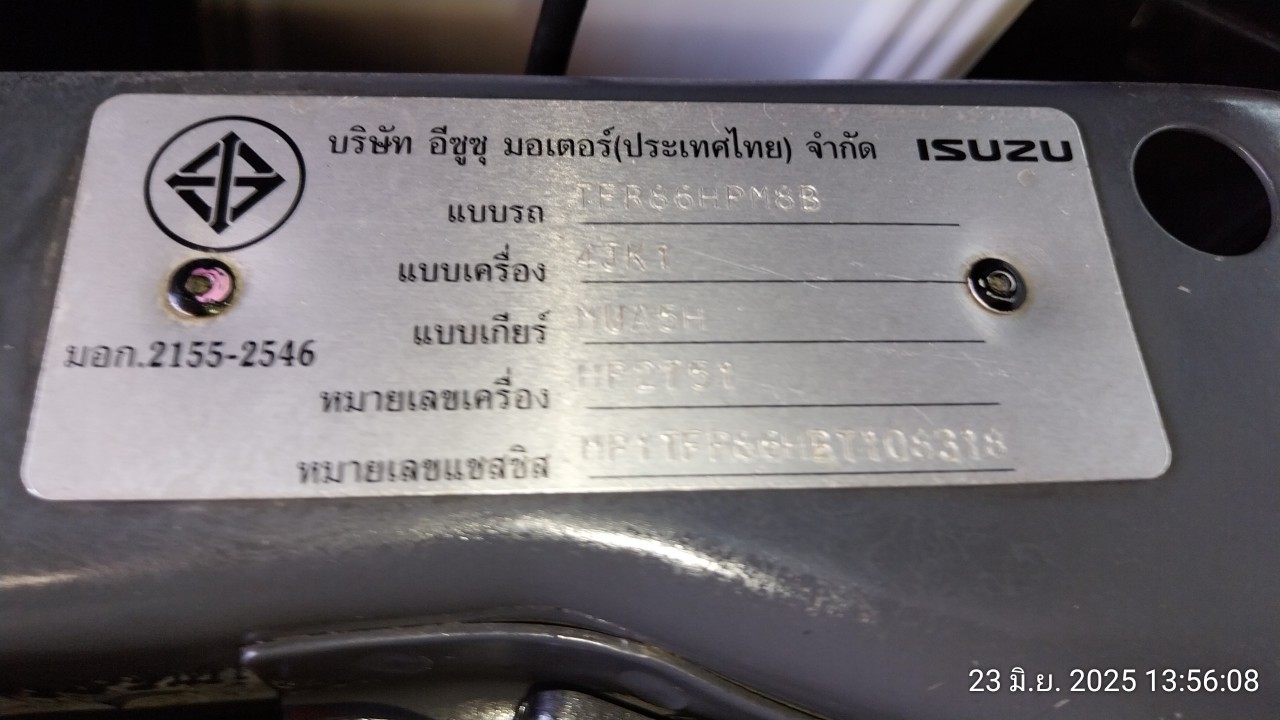 บริษัท อีซูซุ มอเตอร์(ประเทศไทย) จำกัด ISUZU
แบบรถ TFR86HPM8B
แบบเครื่อง 4JK1
แบบเกียร์ MUA5H
มอก.2155-2546
หมายเลขเครื่อง
หมายเลขแชสซิส
23 มิ.ย. 2025 13:56:08